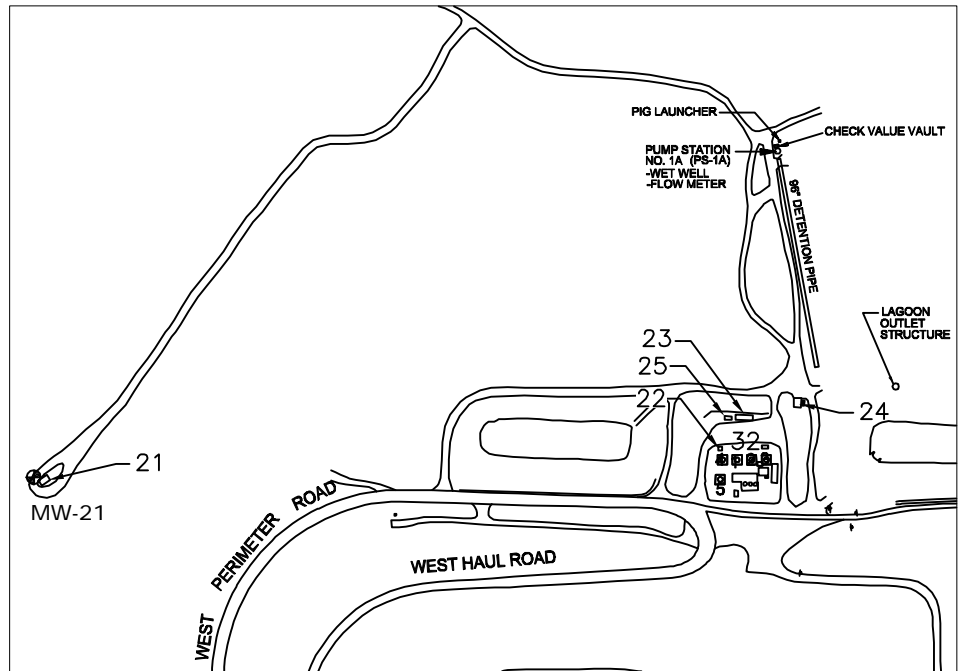 PIG LAUNCHER
CHECK VALUE VAULT
PUMP STATION
NO. 1A (PS-1A)
-WET WELL
-FLOW METER
96" DETENTION PIPE
LAGOON
OUTLET
STRUCTURE
23
25
22
24
32
21
MW-21
WEST PERIMETER ROAD
WEST HAUL ROAD